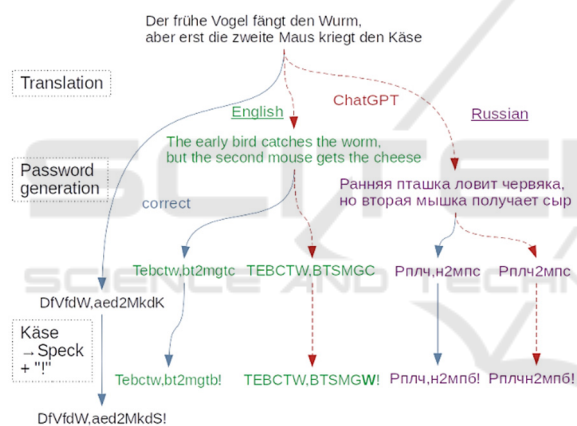 Der frühe Vogel fängt den Wurm,
aber erst die zweite Maus kriegt den Käse
Translation
English
ChatGPT
Russian
The early bird catches the worm,
but the second mouse gets the cheese
Password
generation
Ранняя пташка ловит червяка,
но вторая мышка получает сыр
correct
Tebctw,bt2mgtc
TEBCTW,BTSMGC
Рплч,н2мпс
Рплч2мпс
DfVfdW,aed2MkdK
Käse
→Speck
+ "!"
Tebctw,bt2mgtb!
TEBCTW,BTSMGW!
Рплч,н2мпб!
Рплчн2мпб!
DfVfdW,aed2MkdS!
SCIENCE AND TECHN